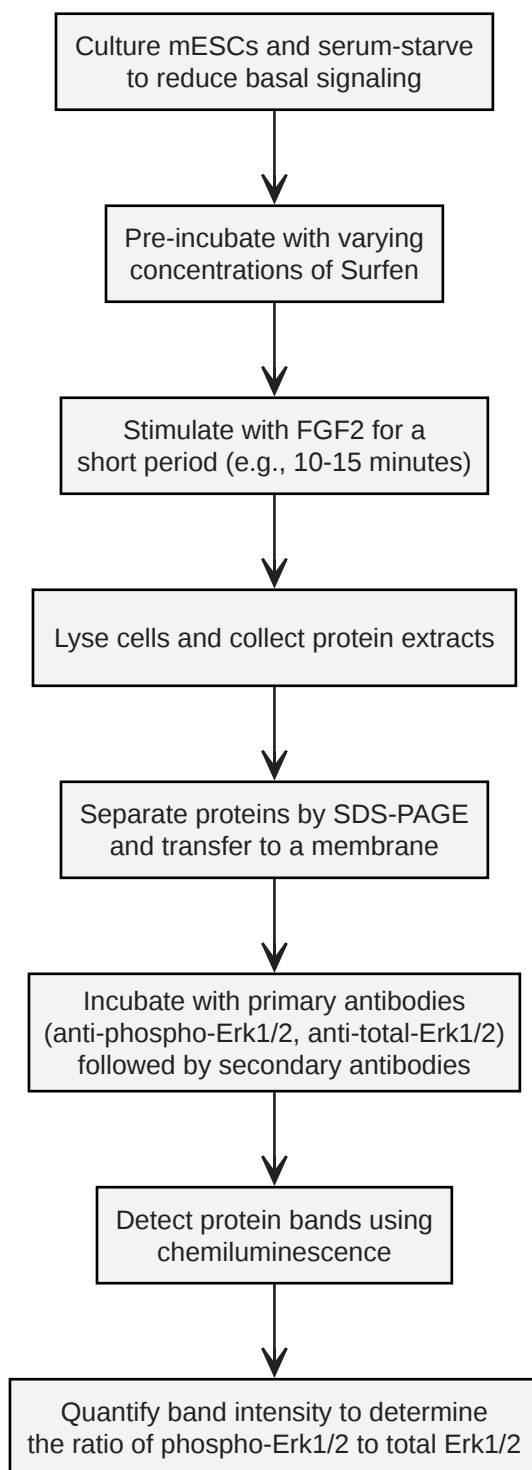 Culture mESCs and serum-starve
to reduce basal signaling
Pre-incubate with varying
concentrations of Surfen
Stimulate with FGF2 for a
short period (e.g., 10-15 minutes)
Lyse cells and collect protein extracts
Separate proteins by SDS-PAGE
and transfer to a membrane
Incubate with primary antibodies
(anti-phospho-Erk1/2, anti-total-Erk1/2)
followed by secondary antibodies
Detect protein bands using
chemiluminescence
Quantify band intensity to determine
the ratio of phospho-Erk1/2 to total Erk1/2